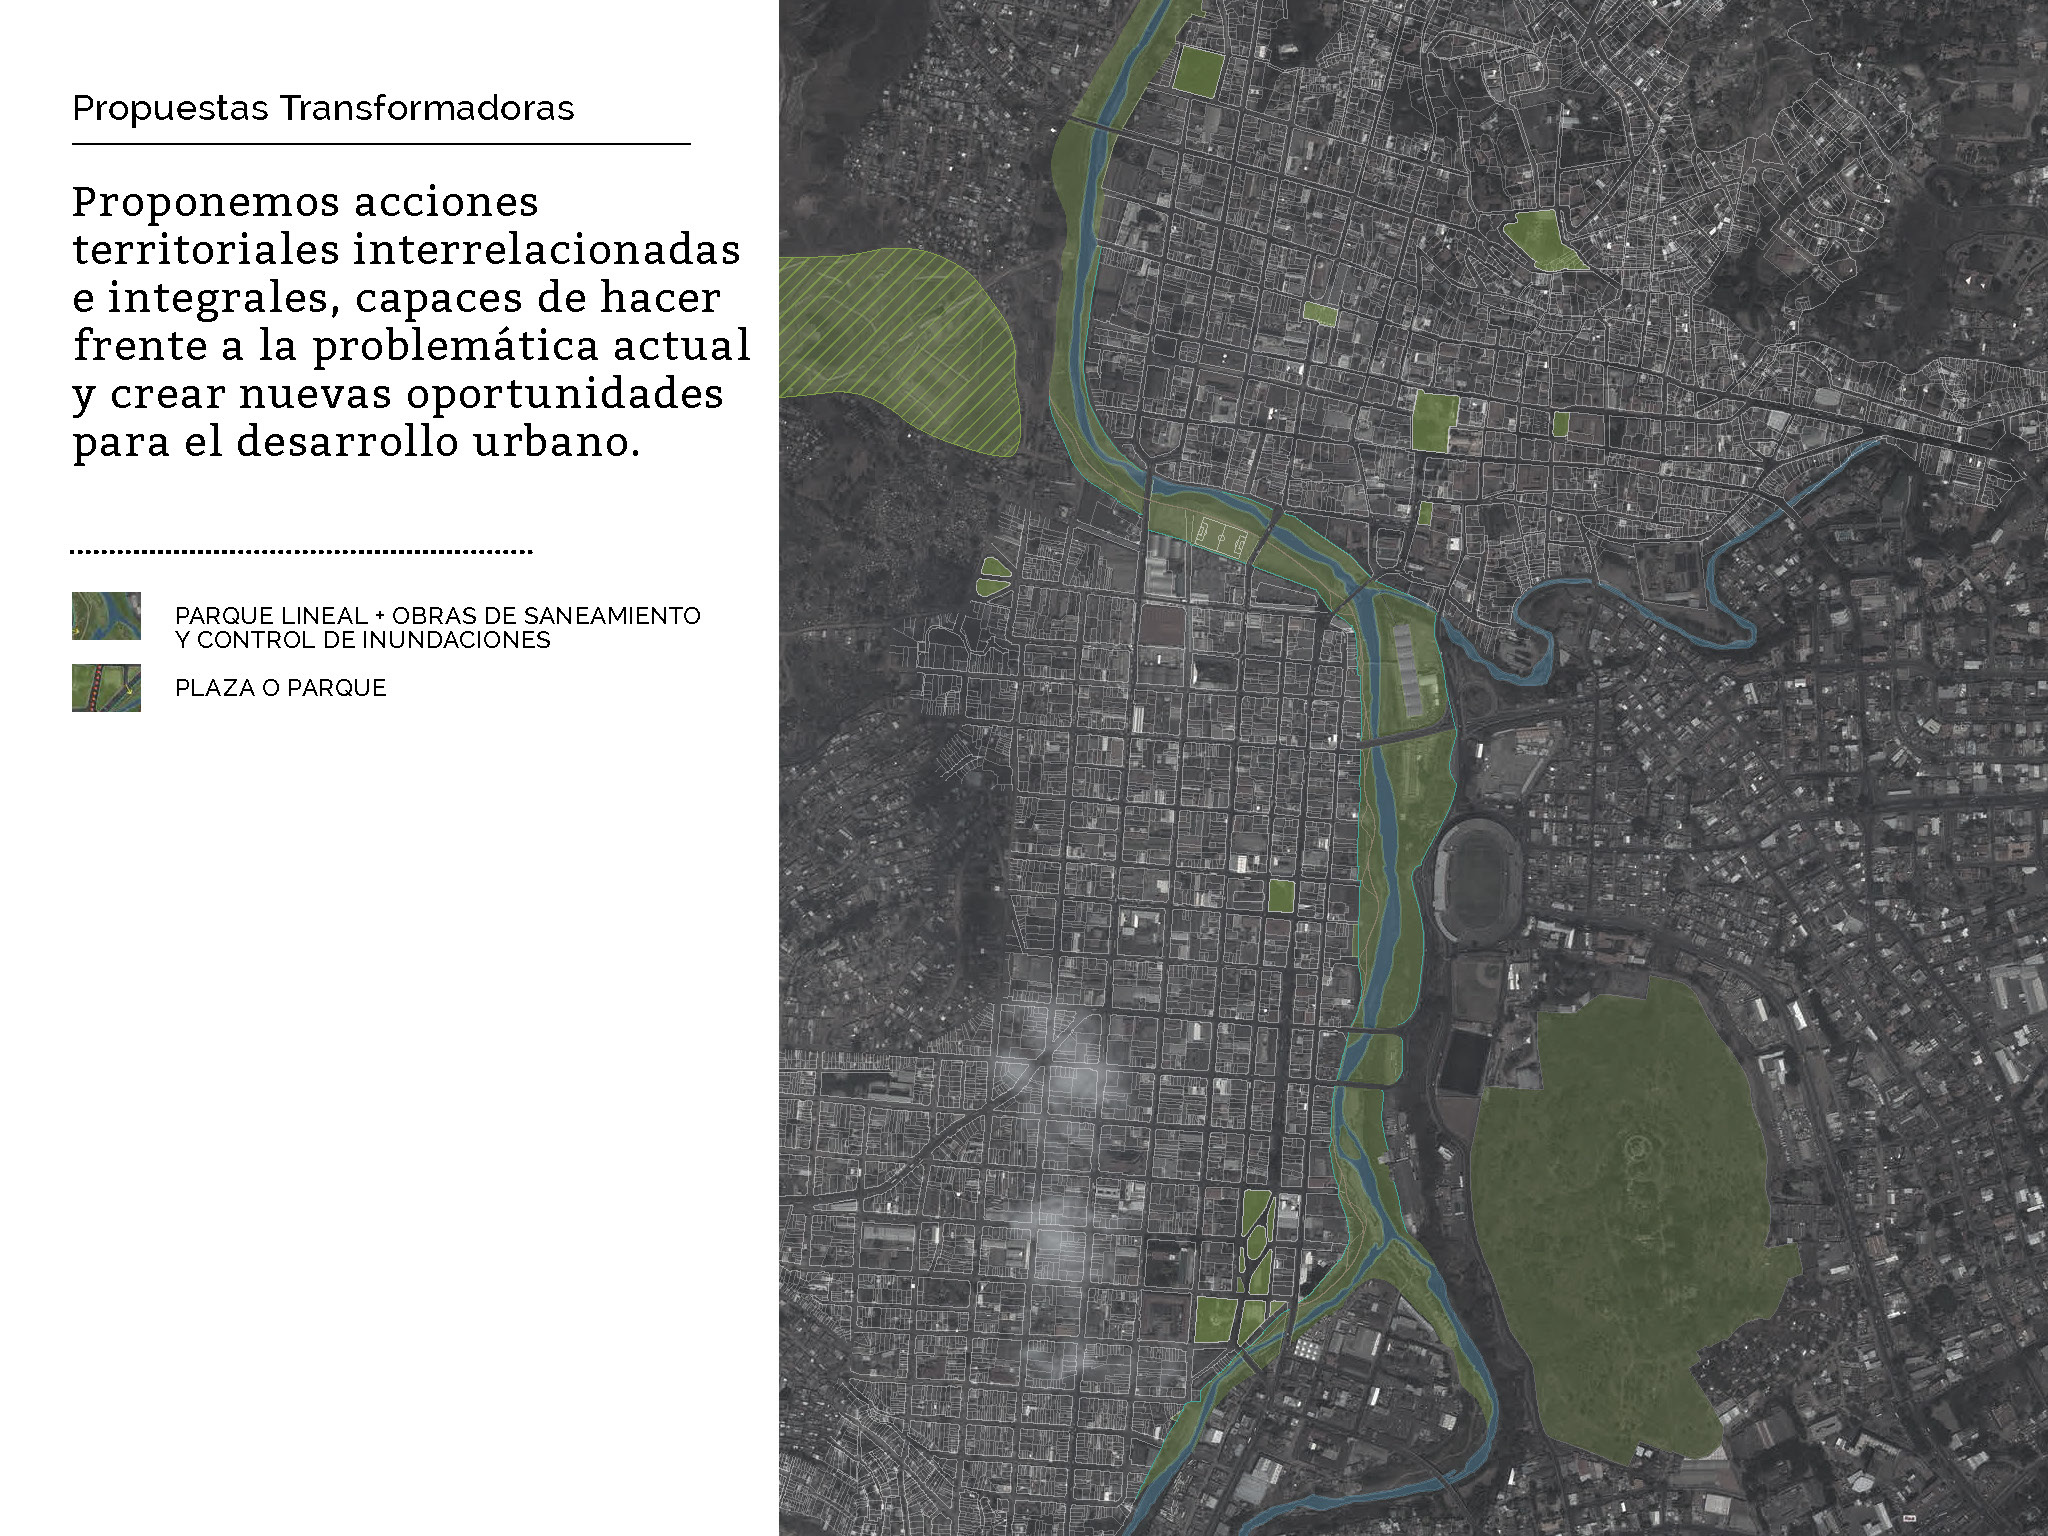 Propuestas Transformadoras
Proponemos acciones
territoriales interrelacionadas
e integrales, capaces de hacer
frente a la problemática actual
y crear nuevas oportunidades
para el desarrollo urbano.
PARQUE LINEAL + OBRAS DE SANEAMIENTO
Y CONTROL DE INUNDACIONES
PLAZA O PARQUE